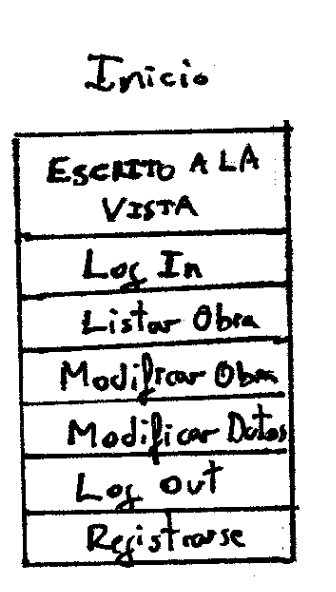 Inicio
ESCRITO A LA
VISTA
Log In
Listar Obra
Modificar Obra
Modificar Datos
Log Out
Registrarse